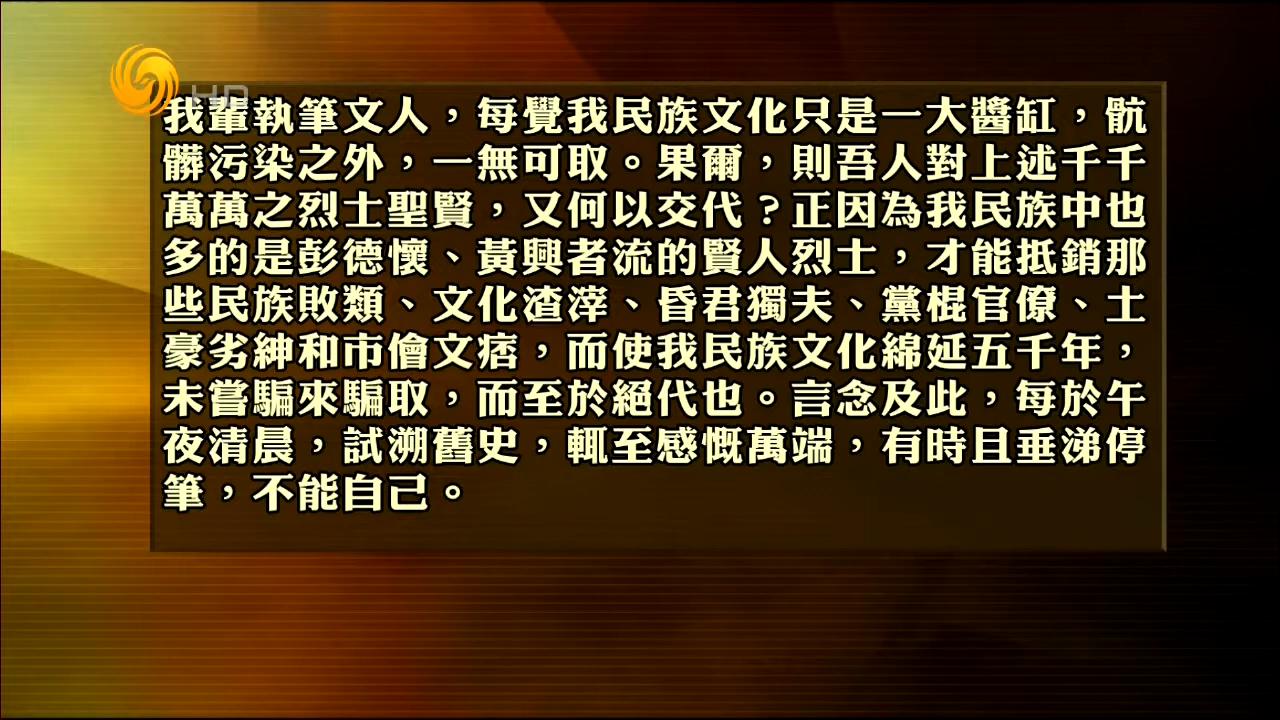 HD
我輩執筆文人，每覺我民族文化只是一大醬缸，骯
髒污染之外，一無可取。果爾，則吾人對上述千千
萬萬之烈士聖賢，又何以交代？正因為我民族中也
多的是彭德懷、黃興者流的賢人烈士，才能抵銷那
些民族敗類、文化渣滓、昏君獨夫、黨棍官僚、土
豪劣紳和市儈文痞，而使我民族文化綿延五千年，
未嘗騙來騙取，而至於絕代也。言念及此，每於午
夜清晨，試溯舊史，輒至感慨萬端，有時且垂涕停
筆，不能自己。